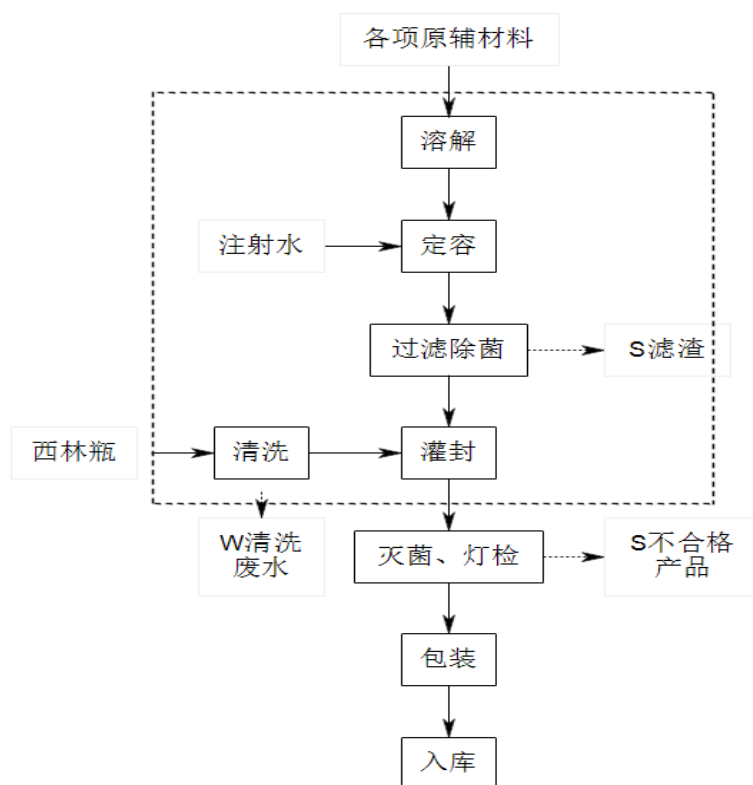 各项原辅材料
溶解
注射水
定容
过滤除菌
S滤渣
西林瓶
清洗
灌封
W清洗
废水
灭菌、灯检
S不合格
产品
包装
入库